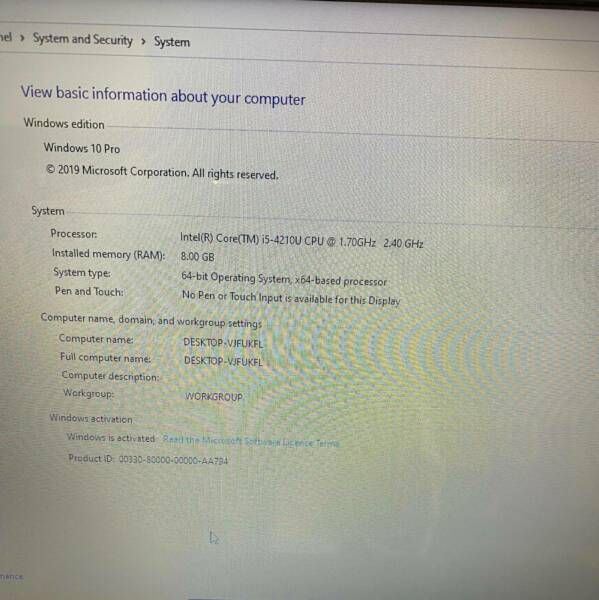 nel > System and Security > System
View basic information about your computer
Windows edition
Windows 10 Pro
© 2019 Microsoft Corporation. All rights reserved.
System
Processor: Intel(R) Core(TM) i5-4210U CPU @ 1.70GHz 2.40 GHz
Installed memory (RAM): 8.00 GB
System type: 64-bit Operating System, x64-based processor
Pen and Touch: No Pen or Touch Input is available for this Display
Computer name, domain, and workgroup settings
Computer name: DESKTOP-VJFUKFL
Full computer name: DESKTOP-VJFUKFL
Computer description:
Workgroup: WORKGROUP
Windows activation
Windows is activated Read the Microsoft Software License Terms
Product ID: 00330-80000-00000-AA794
nance